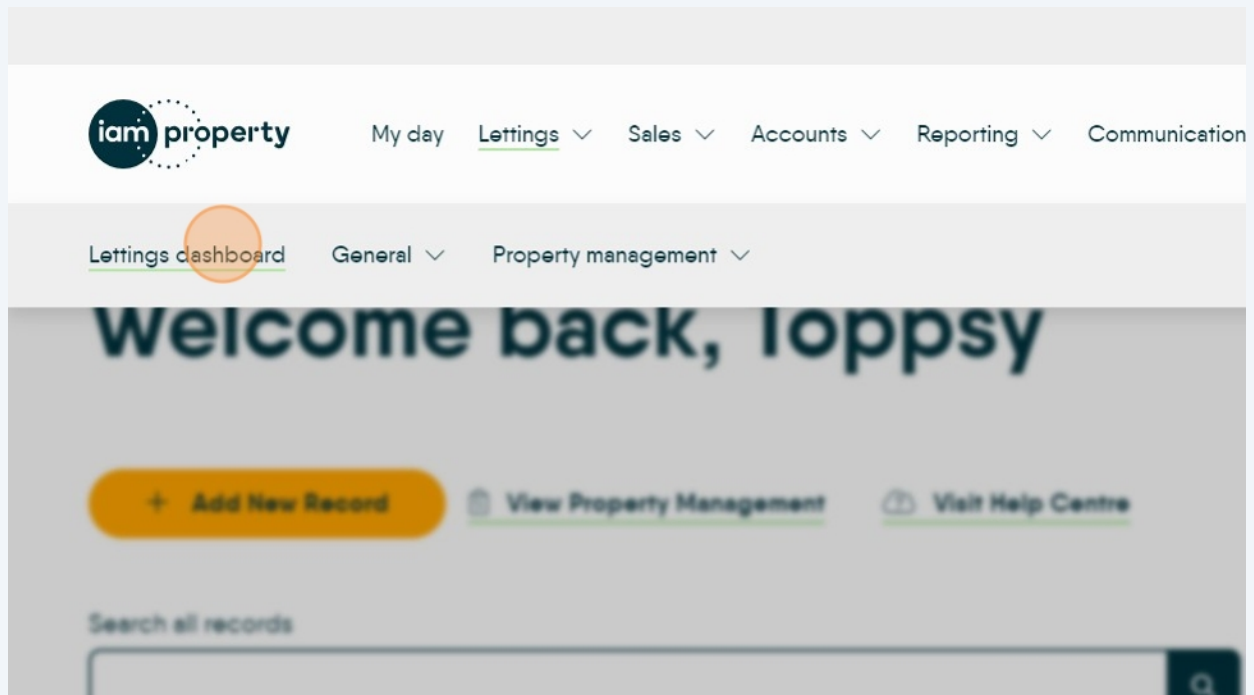 iam property
My day Lettings Sales Accounts Reporting Communication
Lettings dashboard General Property management
Welcome back, Toppsy
Add New Record View Property Management Visit Help Centre
Search all records